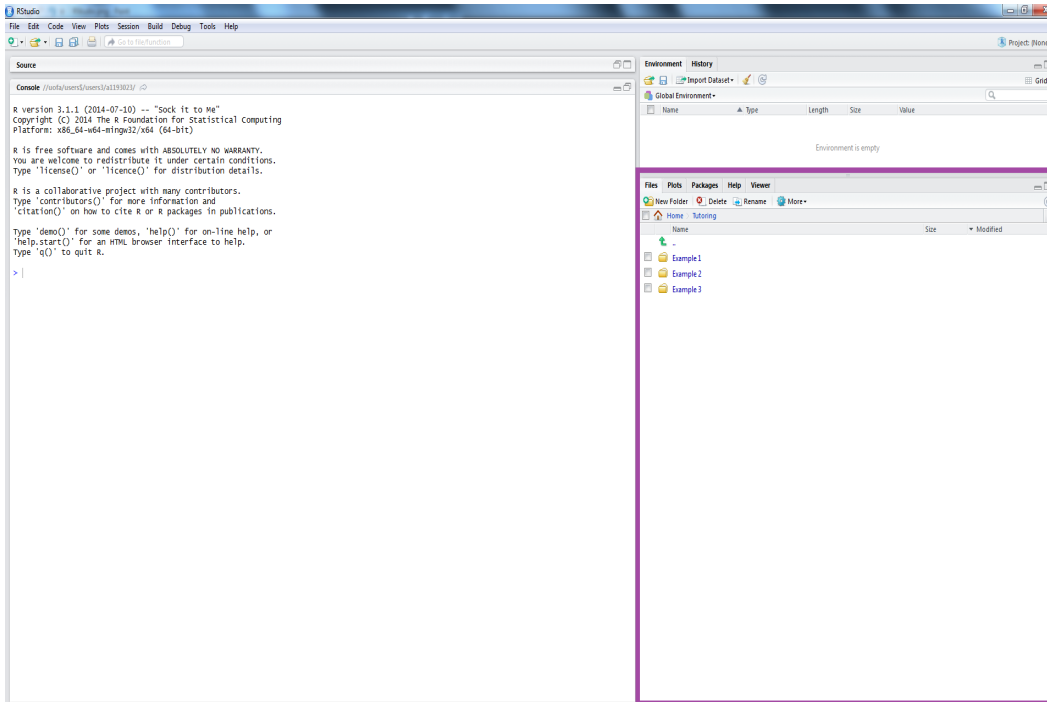 RStudio
File Edit Code View Plots Session Build Debug Tools Help
Go to file/function
Project: (None
Source
Console //uofa/users$/users3/a1193023/
R version 3.1.1 (2014-07-10) -- "Sock it to Me"
Copyright (C) 2014 The R Foundation for Statistical Computing
Platform: x86_64-w64-mingw32/x64 (64-bit)
R is free software and comes with ABSOLUTELY NO WARRANTY.
You are welcome to redistribute it under certain conditions.
Type 'license()' or 'licence()' for distribution details.
R is a collaborative project with many contributors.
Type 'contributors()' for more information and
'citation()' on how to cite R or R packages in publications.
Type 'demo()' for some demos, 'help()' for on-line help, or
'help.start()' for an HTML browser interface to help.
Type 'q()' to quit R.
>
Environment History
Import Dataset
Grid
Global Environment
Name Type Length Size Value
Environment is empty
Files Plots Packages Help Viewer
New Folder Delete Rename More
Home Tutoring
Name Size Modified
..
Example 1
Example 2
Example 3